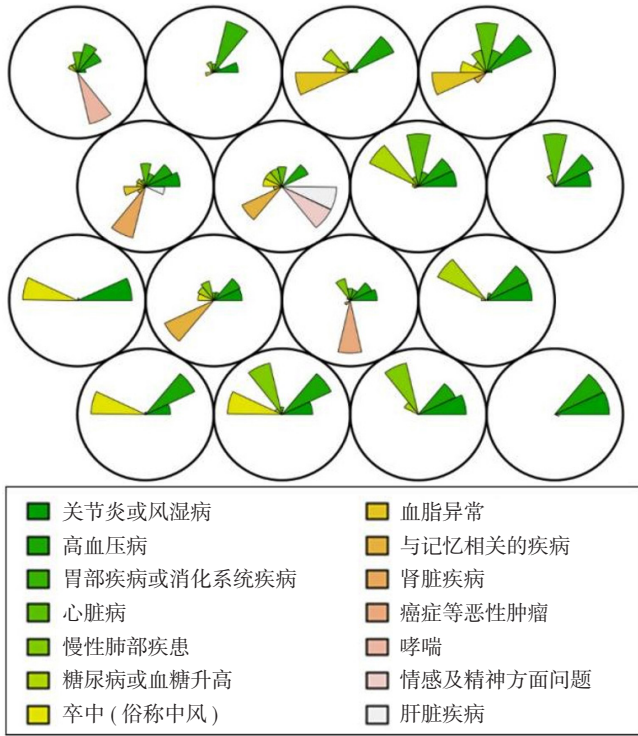 关节炎或风湿病
高血压病
胃部疾病或消化系统疾病
心脏病
慢性肺部疾患
糖尿病或血糖升高
卒中 ( 俗称中风 )
血脂异常
与记忆相关的疾病
肾脏疾病
癌症等恶性肿瘤
哮喘
情感及精神方面问题
肝脏疾病